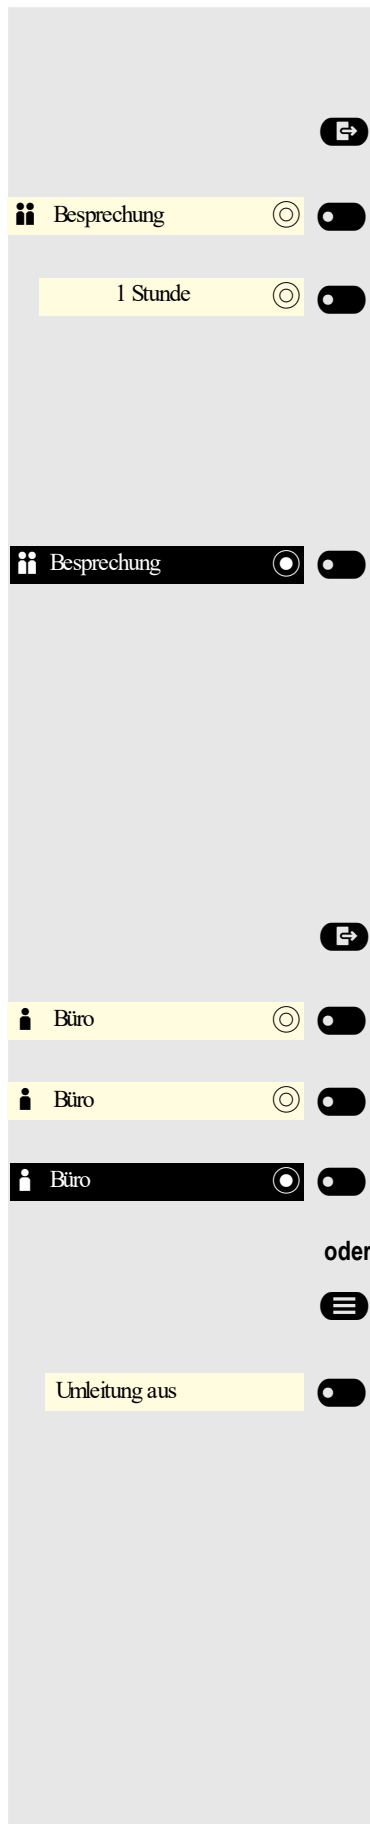 Besprechung
1 Stunde
Besprechung
Büro
Büro
Büro
oder
Umleitung aus